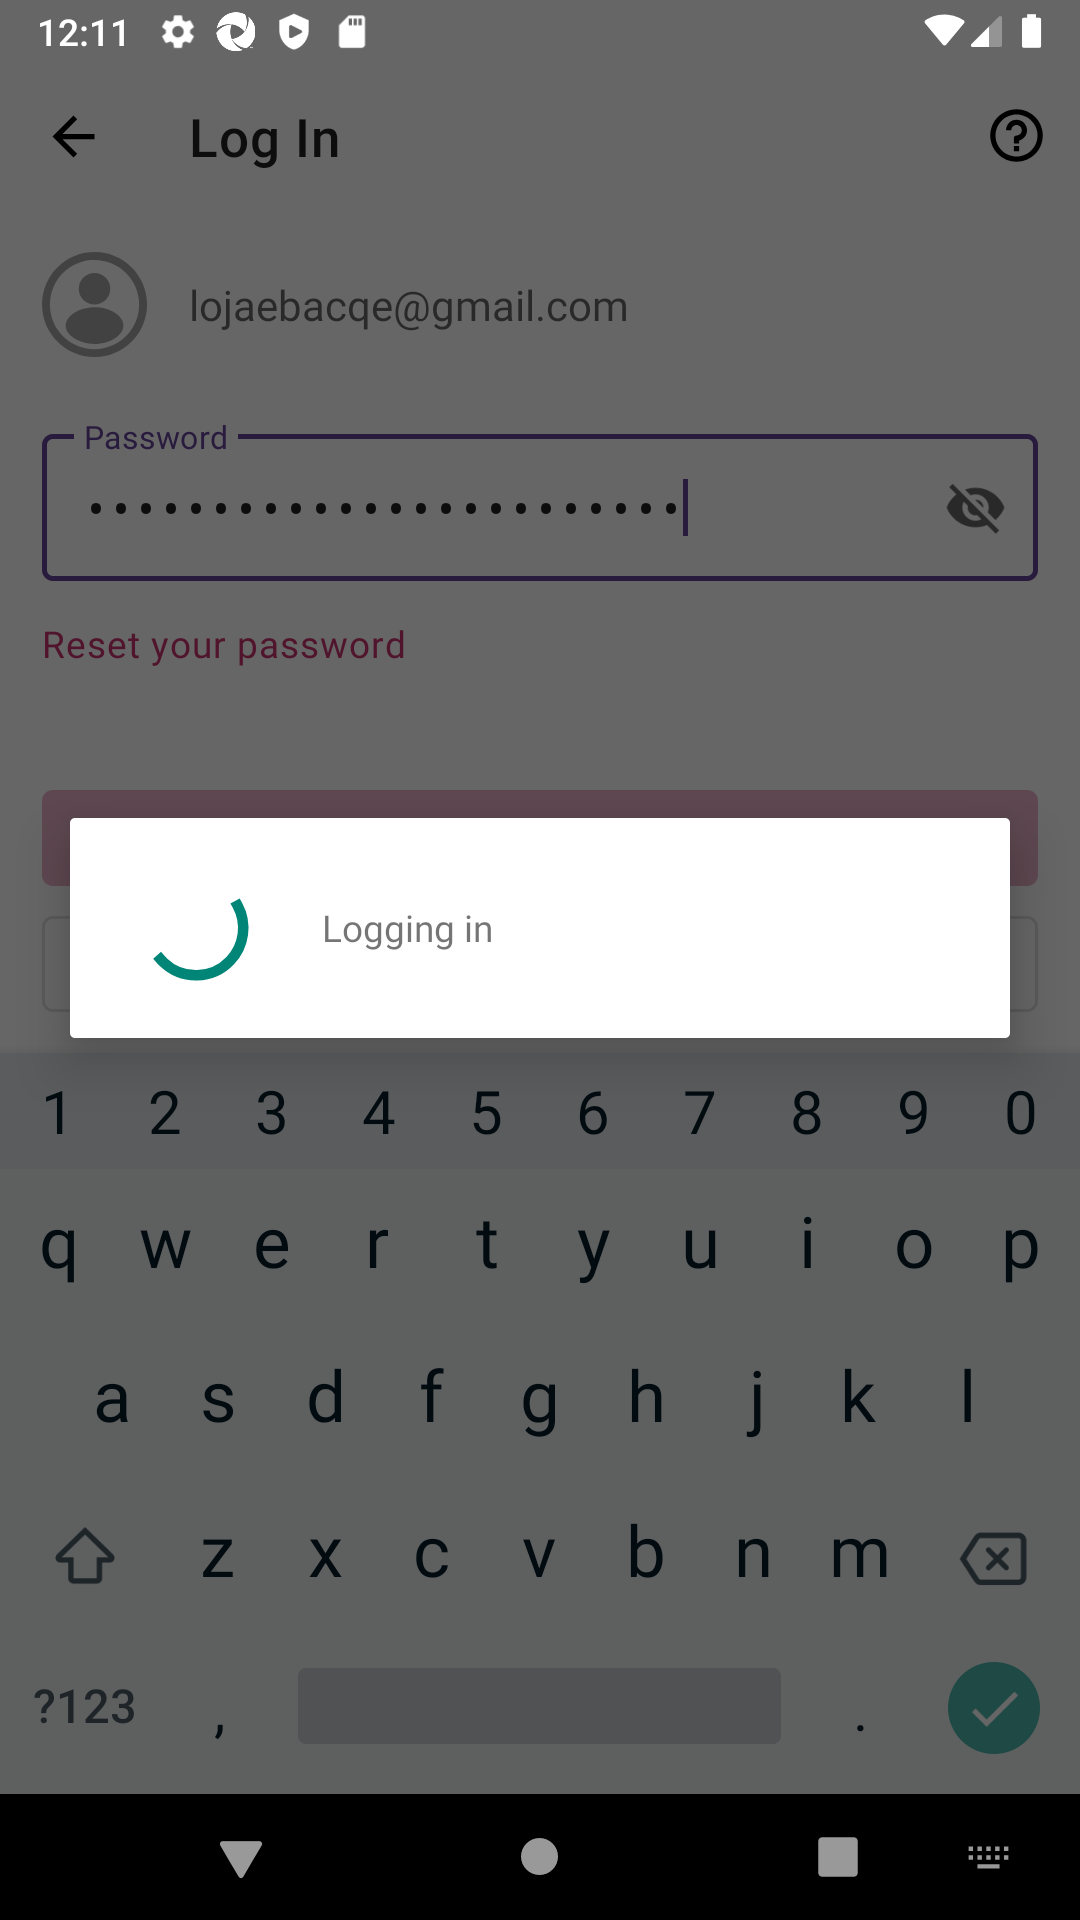 12:11
Log In
lojaebacqe@gmail.com
Password
••••••••••••••••••••••••
Reset your password
Logging in
1 2 3 4 5 6 7 8 9 0
q w e r t y u i o p
a s d f g h j k l
z x c v b n m
?123 , .